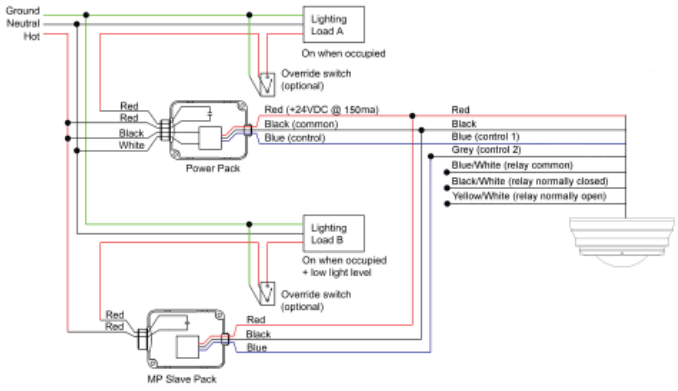 Ground
Neutral
Hot
Lighting
Load A
On when occupied
Override switch
(optional)
Red
Red
Black
White
Power Pack
Red (+24VDC @ 150ma)
Black (common)
Blue (control)
Red
Black
Blue (control 1)
Grey (control 2)
Blue/White (relay common)
Black/White (relay normally closed)
Yellow/White (relay normally open)
Lighting
Load B
On when occupied
+ low light level
Override switch
(optional)
Red
Red
Red
Black
Blue
MP Slave Pack